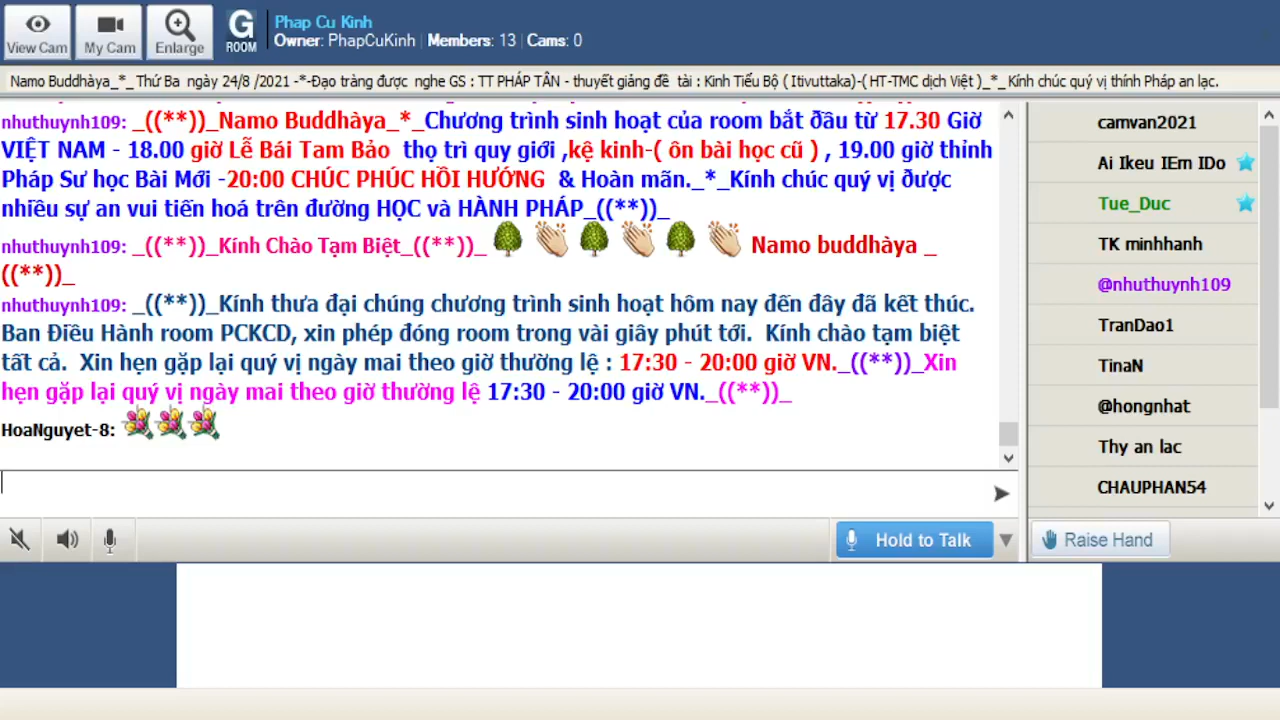 View Cam
My Cam
Enlarge
G
ROOM
Phap Cu Kinh
Owner: PhapCuKinh | Members: 13 | Cams: 0
Namo Buddhàya_*_ Thứ Ba ngày 24/8 /2021 -*-Đạo tràng được nghe GS : TT PHÁP TÂN - thuyết giảng đề tài : Kinh Tiểu Bộ ( Itivuttaka)-( HT-TMC dịch Việt )_*_Kính chúc quý vị thính Pháp an lạc.
nhuthuynh109: _((**))_Namo Buddhàya_*_Chương trình sinh hoạt của room bắt đầu từ 17.30 Giờ
VIỆT NAM - 18.00 giờ Lễ Bái Tam Bảo thọ trì quy giới ,kệ kinh-( ôn bài học cũ ) , 19.00 giờ thỉnh
Pháp Sư học Bài Mới -20:00 CHÚC PHÚC HỒI HƯỚNG & Hoàn mãn._*_Kính chúc quý vị được
nhiều sự an vui tiến hoá trên đường HỌC và HÀNH PHÁP_((**))_
nhuthuynh109: _((**))_Kính Chào Tạm Biệt_((**))_ Namo buddhàya _
((**))_
nhuthuynh109: _((**))_Kính thưa đại chúng chương trình sinh hoạt hôm nay đến đây đã kết thúc.
Ban Điều Hành room PCKCD, xin phép đóng room trong vài giây phút tới. Kính chào tạm biệt
tất cả. Xin hẹn gặp lại quý vị ngày mai theo giờ thường lệ : 17:30 - 20:00 giờ VN._((**))_Xin
hẹn gặp lại quý vị ngày mai theo giờ thường lệ 17:30 - 20:00 giờ VN._((**))_
HoaNguyet-8:
camvan2021
Ai Ikeu IEm IDo
Tue_Duc
TK minhhanh
@nhuthuynh109
TranDao1
TinaN
@hongnhat
Thy an lac
CHAUPHAN54
Hold to Talk
Raise Hand